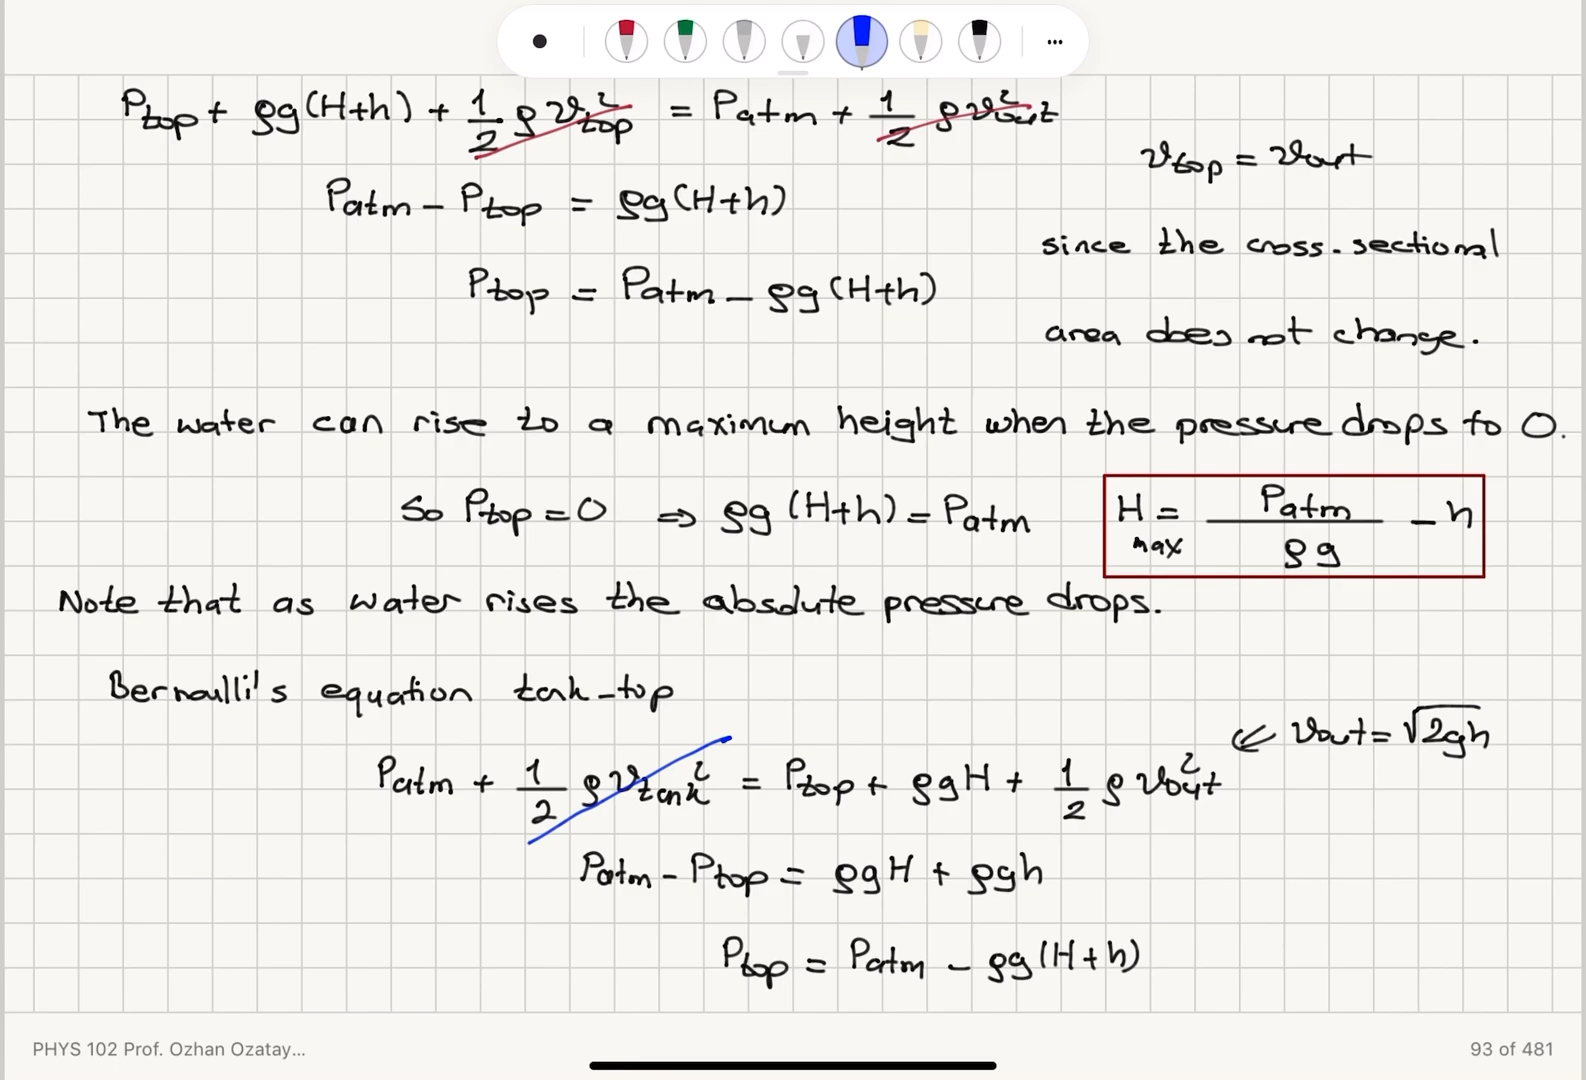 P_top + ρg(H+h) + 1/2 ρ v_top² = P_atm + 1/2 ρ v_out²
v_top = v_out
P_atm − P_top = ρg(H+h)
since the cross-sectional
P_top = P_atm − ρg(H+h)
area does not change.
The water can rise to a maximum height when the pressure drops to 0.
So P_top = 0 ⇒ ρg(H+h) = P_atm
H_max = P_atm/ρg − h
Note that as water rises the absolute pressure drops.
Bernoulli's equation tank-top
⇐ v_out = √2gh
P_atm + 1/2 ρ v_tank² = P_top + ρgH + 1/2 ρ v_out²
P_atm − P_top = ρgH + ρgh
P_top = P_atm − ρg(H+h)
PHYS 102 Prof. Ozhan Ozatay...
93 of 481